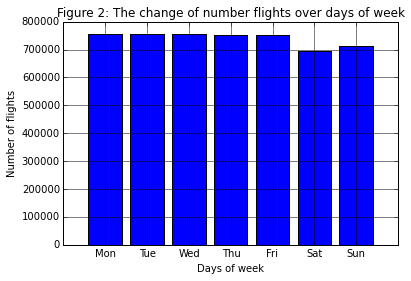 Figure 2: The change of number flights over days of week
800000
700000
600000
500000
400000
300000
200000
100000
0
Number of flights
Mon Tue Wed Thu Fri Sat Sun
Days of week